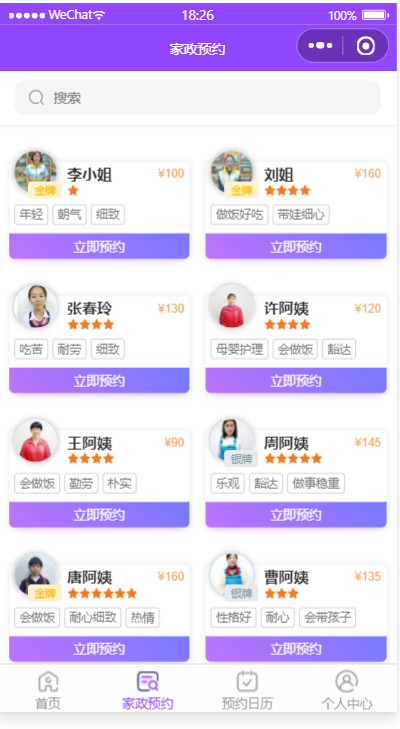 WeChat 18:26 100%
家政预约
搜索
李小姐 ¥100
金牌
年轻 朝气 细致
立即预约
刘姐 ¥160
金牌
做饭好吃 带娃细心
立即预约
张春玲 ¥130
吃苦 耐劳 细致
立即预约
许阿姨 ¥120
母婴护理 会做饭 豁达
立即预约
王阿姨 ¥90
会做饭 勤劳 朴实
立即预约
周阿姨 ¥145
银牌
乐观 豁达 做事稳重
立即预约
唐阿姨 ¥160
金牌
会做饭 耐心细致 热情
立即预约
曹阿姨 ¥135
银牌
性格好 耐心 会带孩子
立即预约
首页 家政预约 预约日历 个人中心